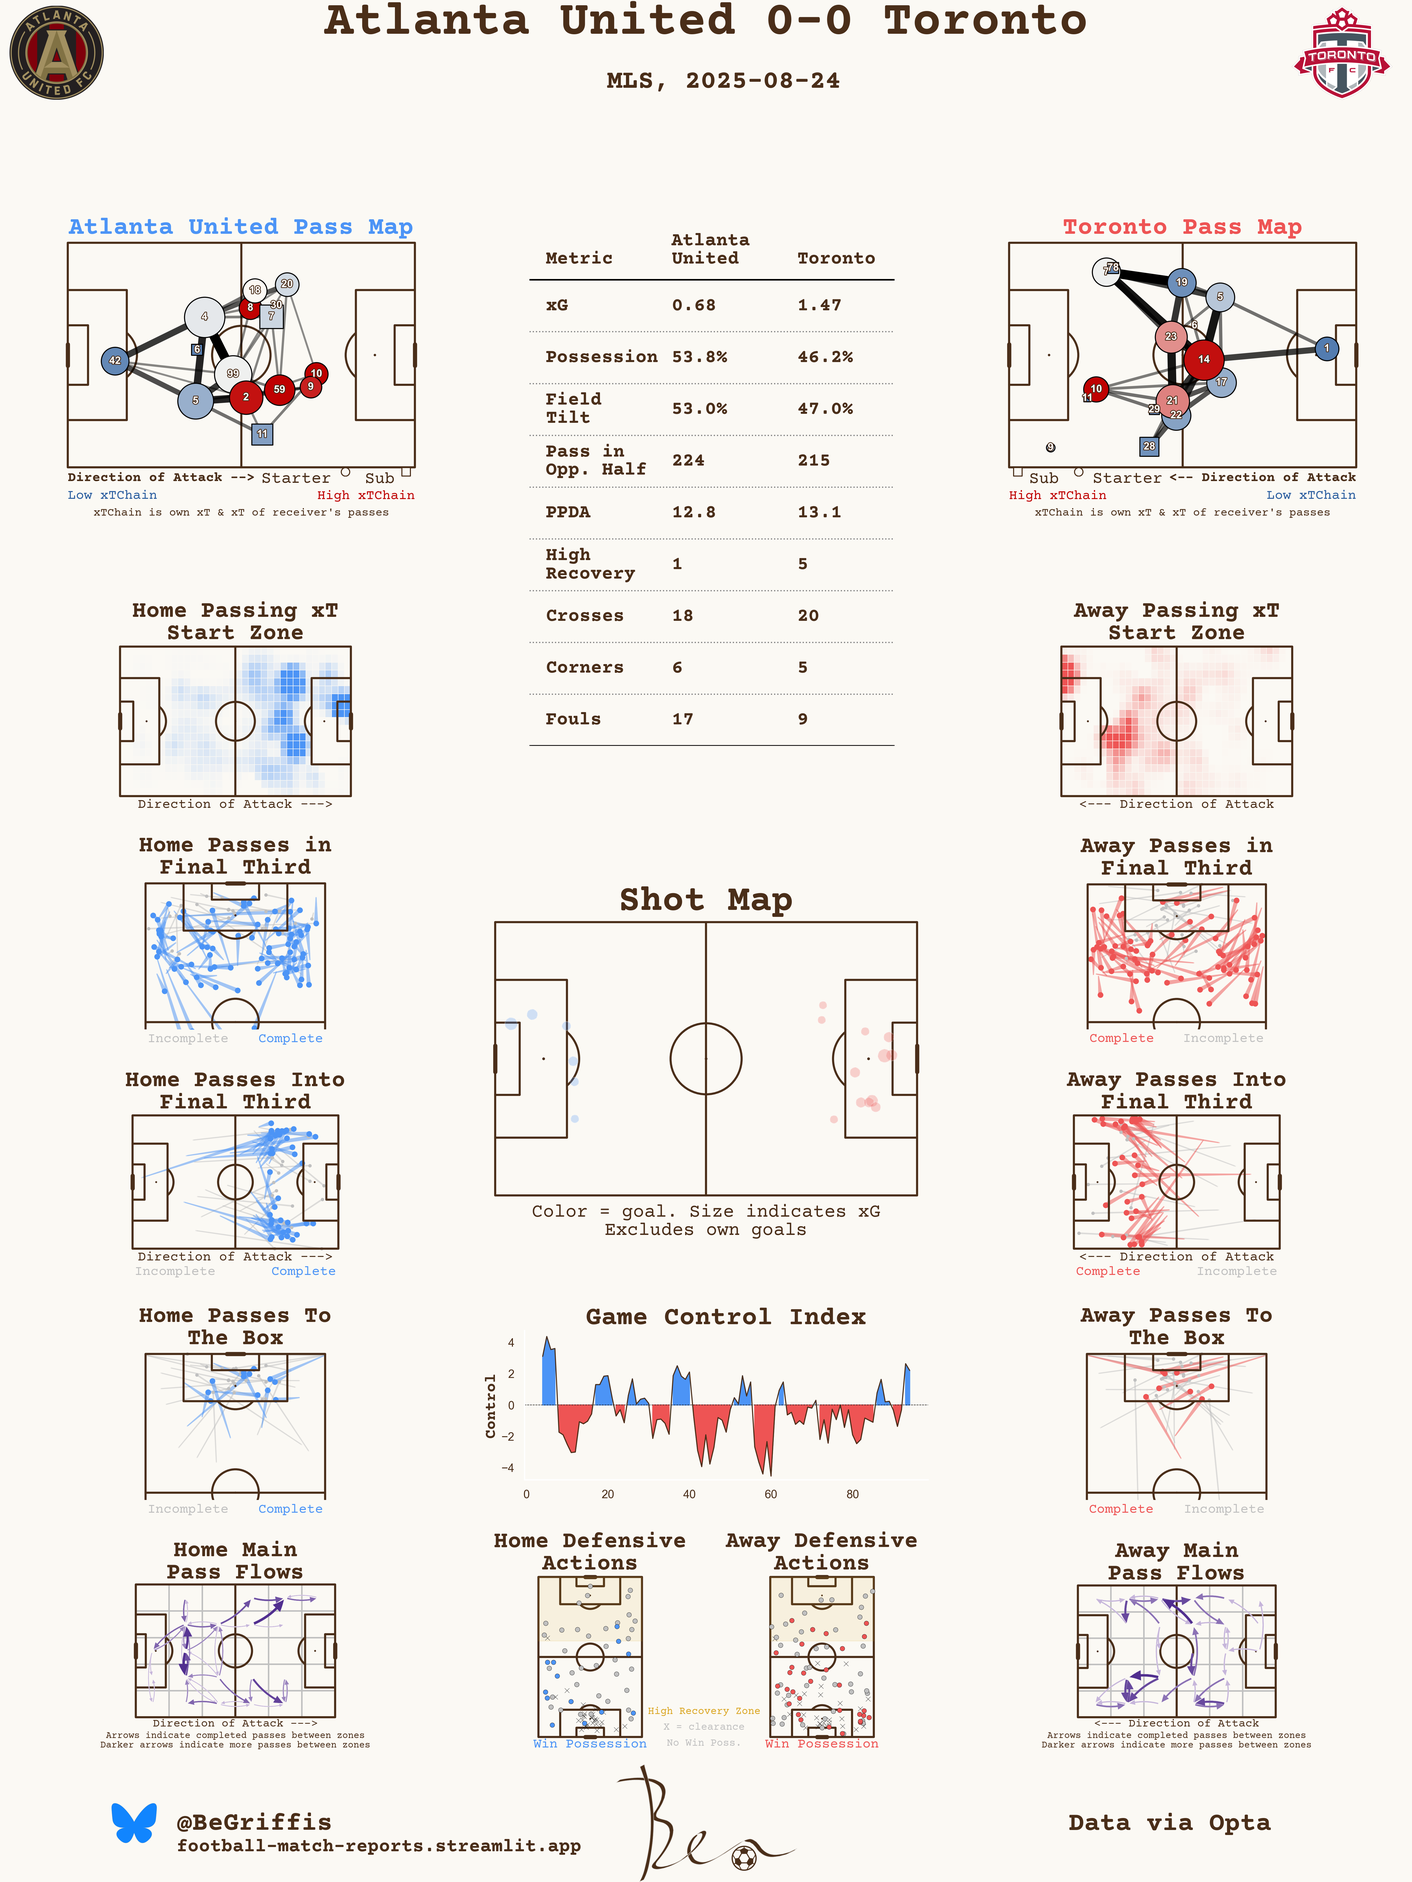 Atlanta United 0-0 Toronto
MLS, 2025-08-24
ATLANTA
UNITED FC
TORONTO
FC
Atlanta United Pass Map
42
4
5
6
99
18
8
30
7
20
2
59
10
9
11
Direction of Attack --> Starter Sub
Low xTChain High xTChain
xTChain is own xT & xT of receiver's passes
Metric Atlanta United Toronto
xG 0.68 1.47
Possession 53.8% 46.2%
Field Tilt 53.0% 47.0%
Pass in Opp. Half 224 215
PPDA 12.8 13.1
High Recovery 1 5
Crosses 18 20
Corners 6 5
Fouls 17 9
Toronto Pass Map
7
78
19
5
6
23
14
1
17
10
11
21
29
22
28
9
Sub Starter <-- Direction of Attack
High xTChain Low xTChain
xTChain is own xT & xT of receiver's passes
Home Passing xT
Start Zone
Direction of Attack --->
Away Passing xT
Start Zone
<--- Direction of Attack
Home Passes in
Final Third
Incomplete Complete
Away Passes in
Final Third
Complete Incomplete
Shot Map
Color = goal. Size indicates xG
Excludes own goals
Home Passes Into
Final Third
Direction of Attack --->
Incomplete Complete
Away Passes Into
Final Third
<--- Direction of Attack
Complete Incomplete
Home Passes To
The Box
Incomplete Complete
Game Control Index
Control
4
2
0
−2
−4
0 20 40 60 80
Away Passes To
The Box
Complete Incomplete
Home Main
Pass Flows
Direction of Attack --->
Arrows indicate completed passes between zones
Darker arrows indicate more passes between zones
Home Defensive
Actions
Win Possession
High Recovery Zone
X = clearance
No Win Poss.
Away Defensive
Actions
Win Possession
Away Main
Pass Flows
<--- Direction of Attack
Arrows indicate completed passes between zones
Darker arrows indicate more passes between zones
@BeGriffis
football-match-reports.streamlit.app
Ben
Data via Opta